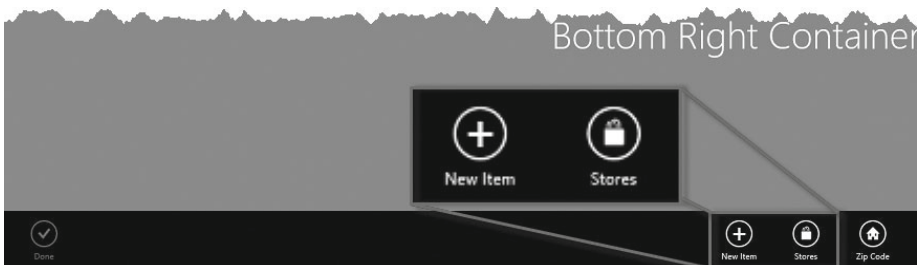 Bottom Right Container
New Item
Stores
Done
New Item
Stores
Zip Code